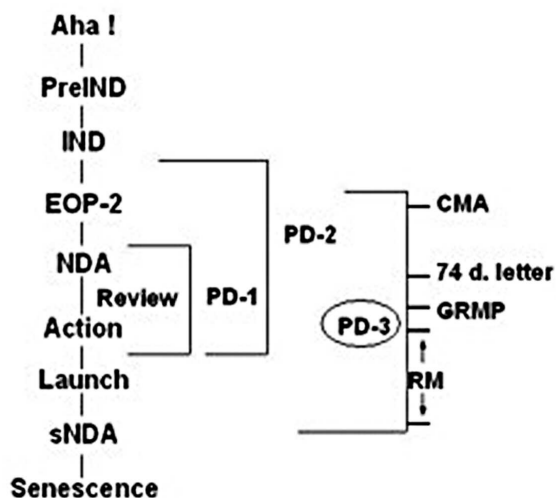 Aha !
PreIND
IND
EOP-2
NDA
Review
Action
Launch
sNDA
Senescence
PD-1
PD-2
PD-3
CMA
74 d. letter
GRMP
RM